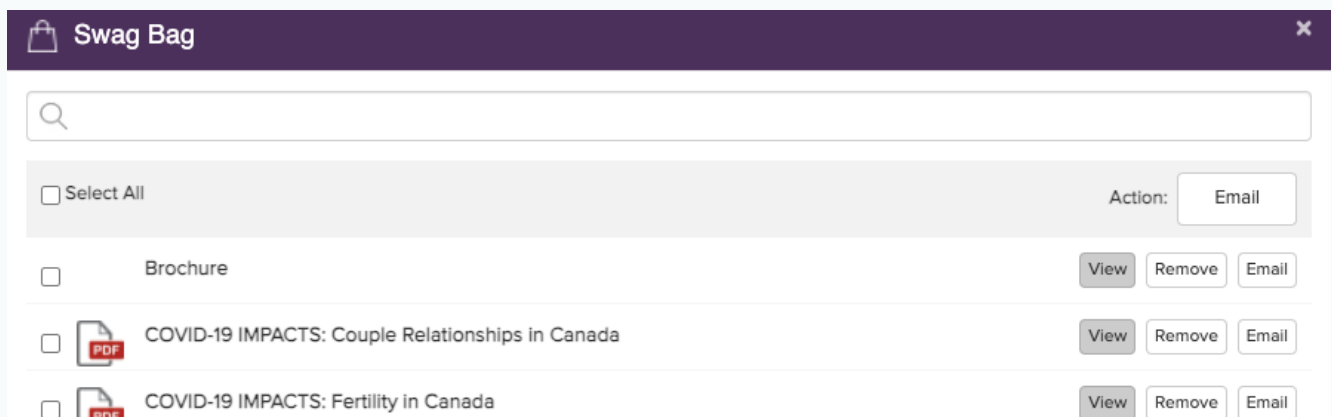 Swag Bag ×
Select All Action: Email
Brochure View Remove Email
PDF COVID-19 IMPACTS: Couple Relationships in Canada View Remove Email
PDF COVID-19 IMPACTS: Fertility in Canada View Remove Email